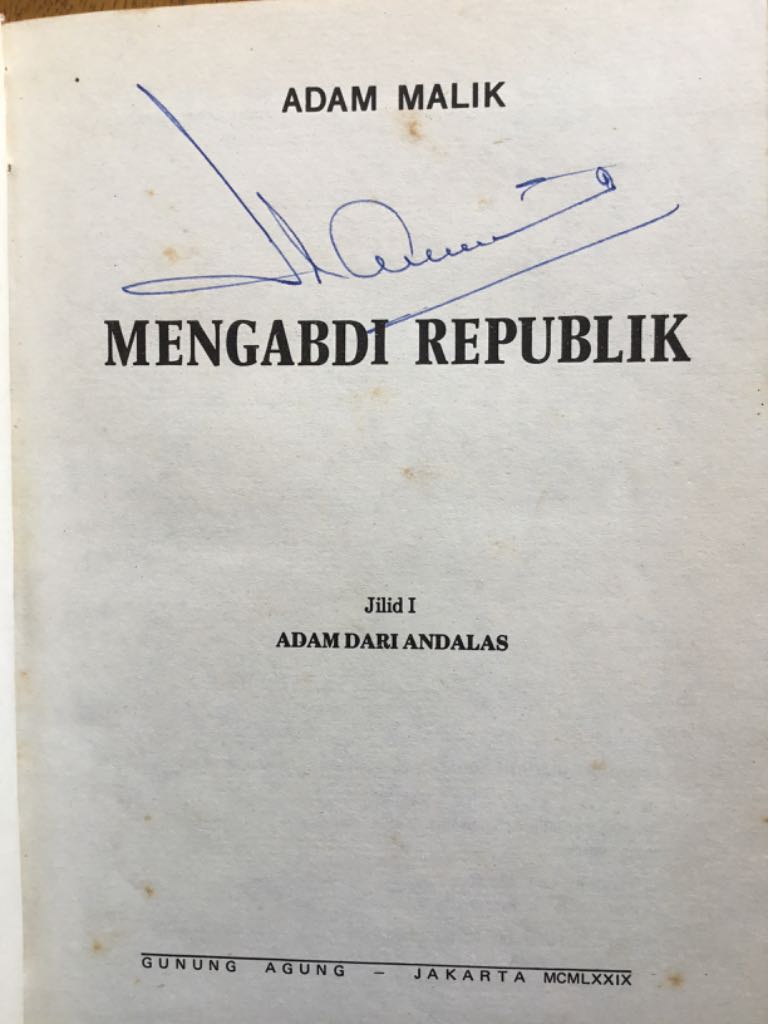 ADAM MALIK
MENGABDI REPUBLIK
Jilid I
ADAM DARI ANDALAS
GUNUNG AGUNG – JAKARTA MCMLXXIX